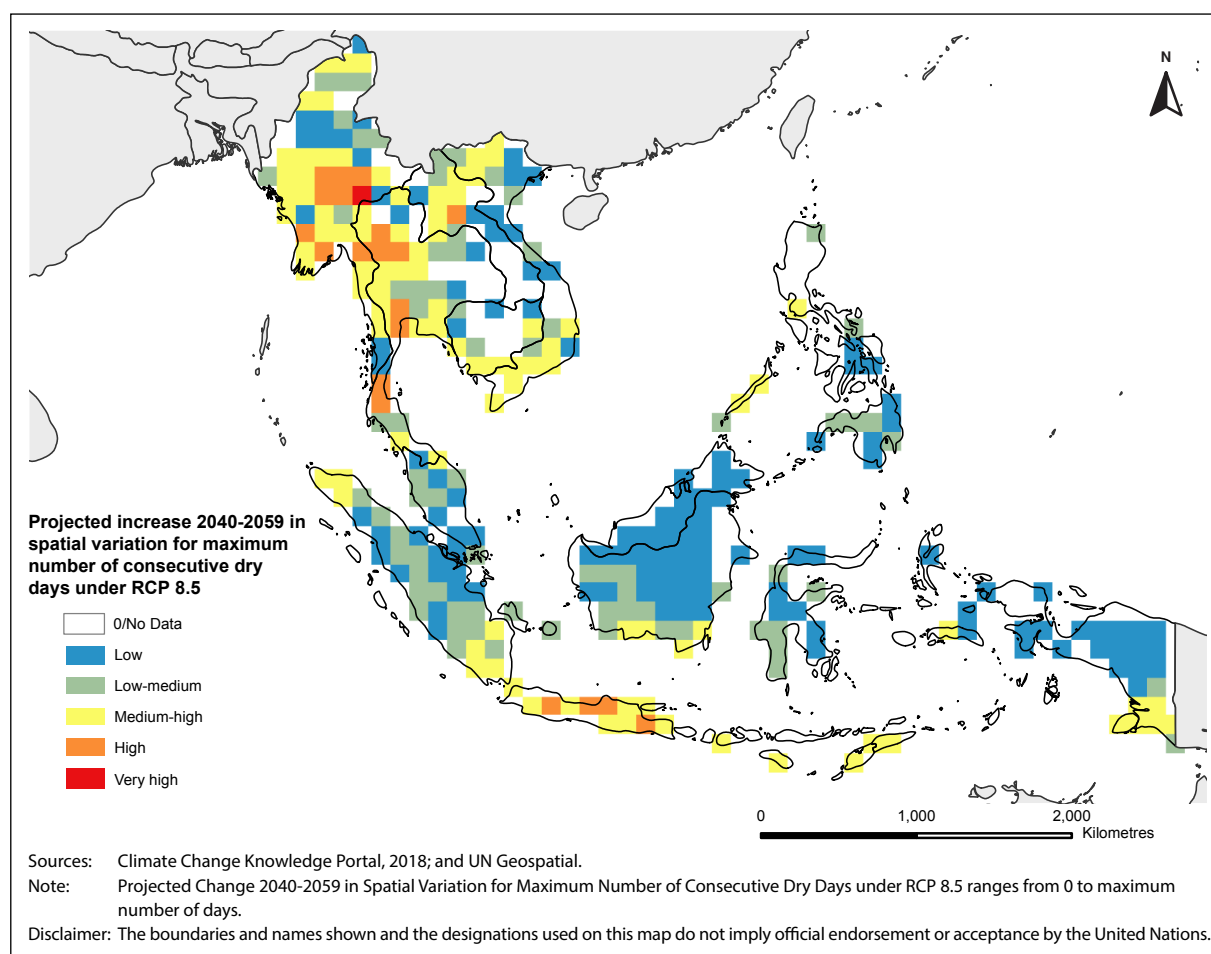 N
Projected increase 2040-2059 in
spatial variation for maximum
number of consecutive dry
days under RCP 8.5
0/No Data
Low
Low-medium
Medium-high
High
Very high
0 1,000 2,000
Kilometres
Sources: Climate Change Knowledge Portal, 2018; and UN Geospatial.
Note: Projected Change 2040-2059 in Spatial Variation for Maximum Number of Consecutive Dry Days under RCP 8.5 ranges from 0 to maximum
number of days.
Disclaimer: The boundaries and names shown and the designations used on this map do not imply official endorsement or acceptance by the United Nations.